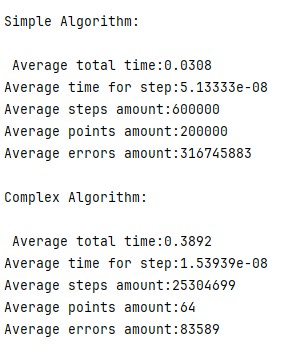 Simple Algorithm:
Average total time:0.0308
Average time for step:5.13333e-08
Average steps amount:600000
Average points amount:200000
Average errors amount:316745883
Complex Algorithm:
Average total time:0.3892
Average time for step:1.53939e-08
Average steps amount:25304699
Average points amount:64
Average errors amount:83589